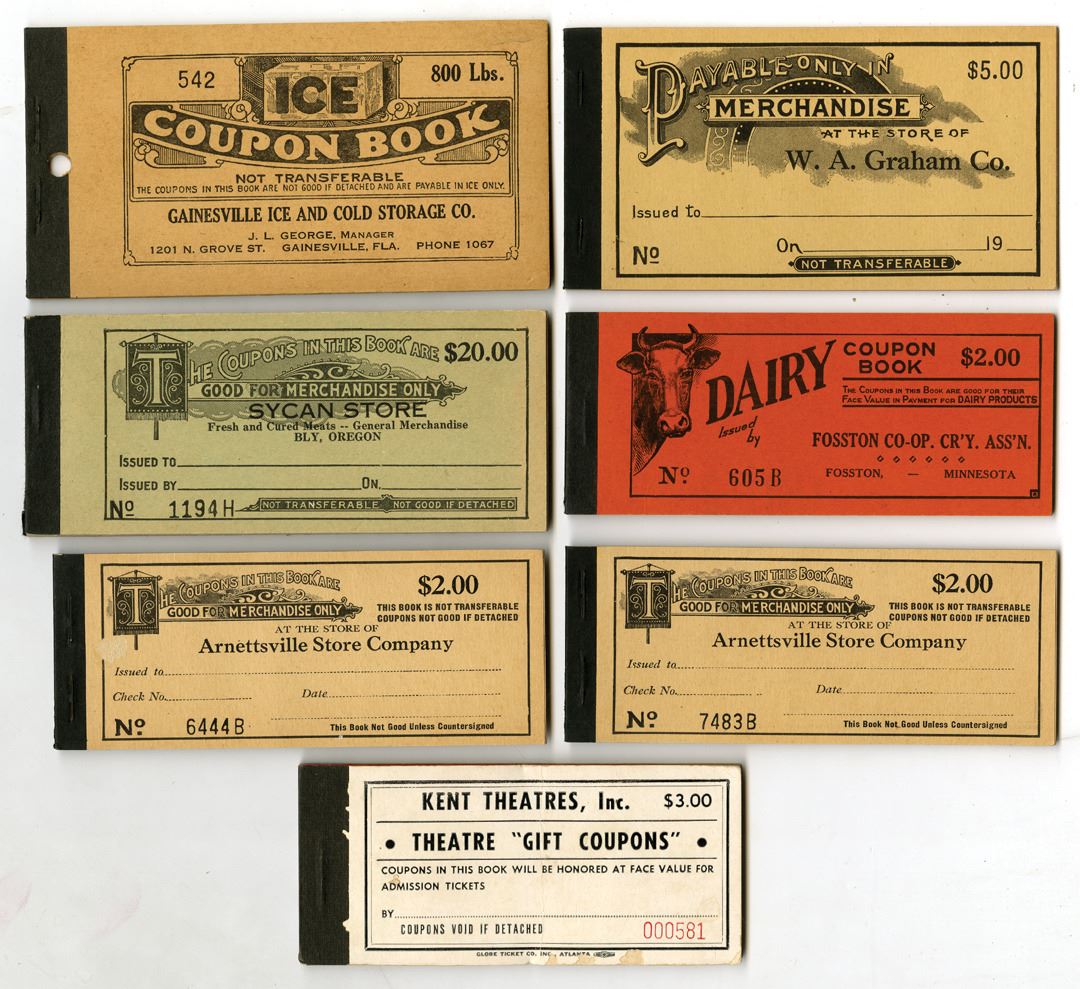 542
800 Lbs.
ICE
COUPON BOOK
NOT TRANSFERABLE
THE COUPONS IN THIS BOOK ARE NOT GOOD IF DETACHED AND ARE PAYABLE IN ICE ONLY.
GAINESVILLE ICE AND COLD STORAGE CO.
J. L. GEORGE, MANAGER
1201 N. GROVE ST. GAINESVILLE, FLA. PHONE 1067
PAYABLE ONLY IN $5.00
MERCHANDISE
AT THE STORE OF
W. A. Graham Co.
Issued to
No On 19
NOT TRANSFERABLE
THE COUPONS IN THIS BOOK ARE $20.00
GOOD FOR MERCHANDISE ONLY
SYCAN STORE
Fresh and Cured Meats -- General Merchandise
BLY, OREGON
ISSUED TO
ISSUED BY ON
No 1194H NOT TRANSFERABLE NOT GOOD IF DETACHED
DAIRY COUPON BOOK $2.00
THE COUPONS IN THIS BOOK ARE GOOD FOR THEIR
FACE VALUE IN PAYMENT FOR DAIRY PRODUCTS
Issued by
FOSSTON CO-OP. CR'Y. ASS'N.
No 605B FOSSTON, — MINNESOTA
THE COUPONS IN THIS BOOK ARE $2.00
GOOD FOR MERCHANDISE ONLY
THIS BOOK IS NOT TRANSFERABLE
COUPONS NOT GOOD IF DETACHED
AT THE STORE OF
Arnettsville Store Company
Issued to
Check No. Date
No 6444B This Book Not Good Unless Countersigned
THE COUPONS IN THIS BOOK ARE $2.00
GOOD FOR MERCHANDISE ONLY
THIS BOOK IS NOT TRANSFERABLE
COUPONS NOT GOOD IF DETACHED
AT THE STORE OF
Arnettsville Store Company
Issued to
Check No. Date
No 7483B This Book Not Good Unless Countersigned
KENT THEATRES, Inc. $3.00
• THEATRE "GIFT COUPONS" •
COUPONS IN THIS BOOK WILL BE HONORED AT FACE VALUE FOR
ADMISSION TICKETS
BY
COUPONS VOID IF DETACHED 000581
GLOBE TICKET CO. INC., ATLANTA